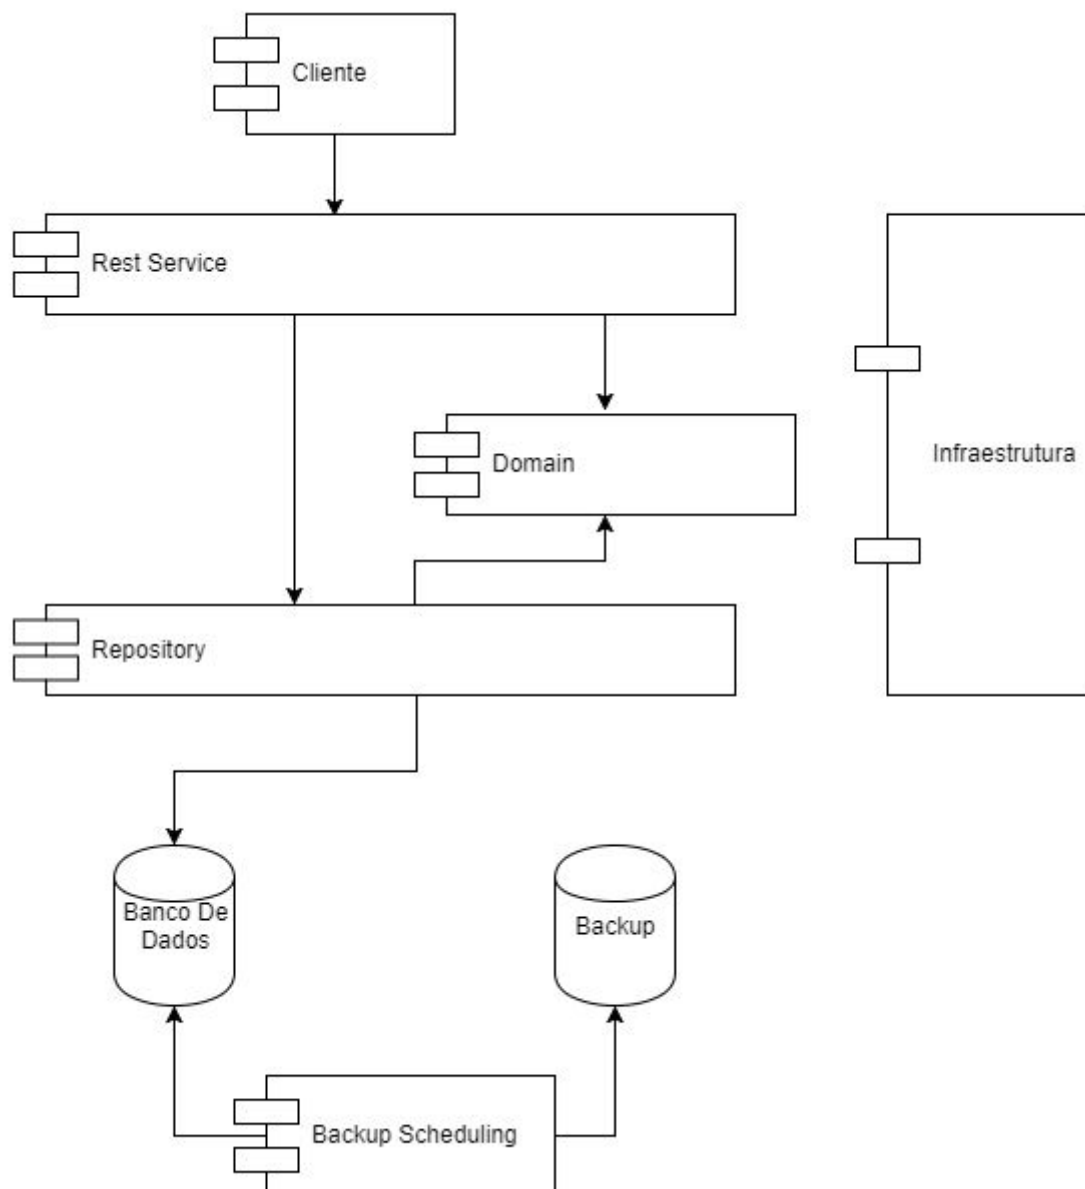 Cliente
Rest Service
Domain
Infraestrutura
Repository
Banco De
Dados
Backup
Backup Scheduling